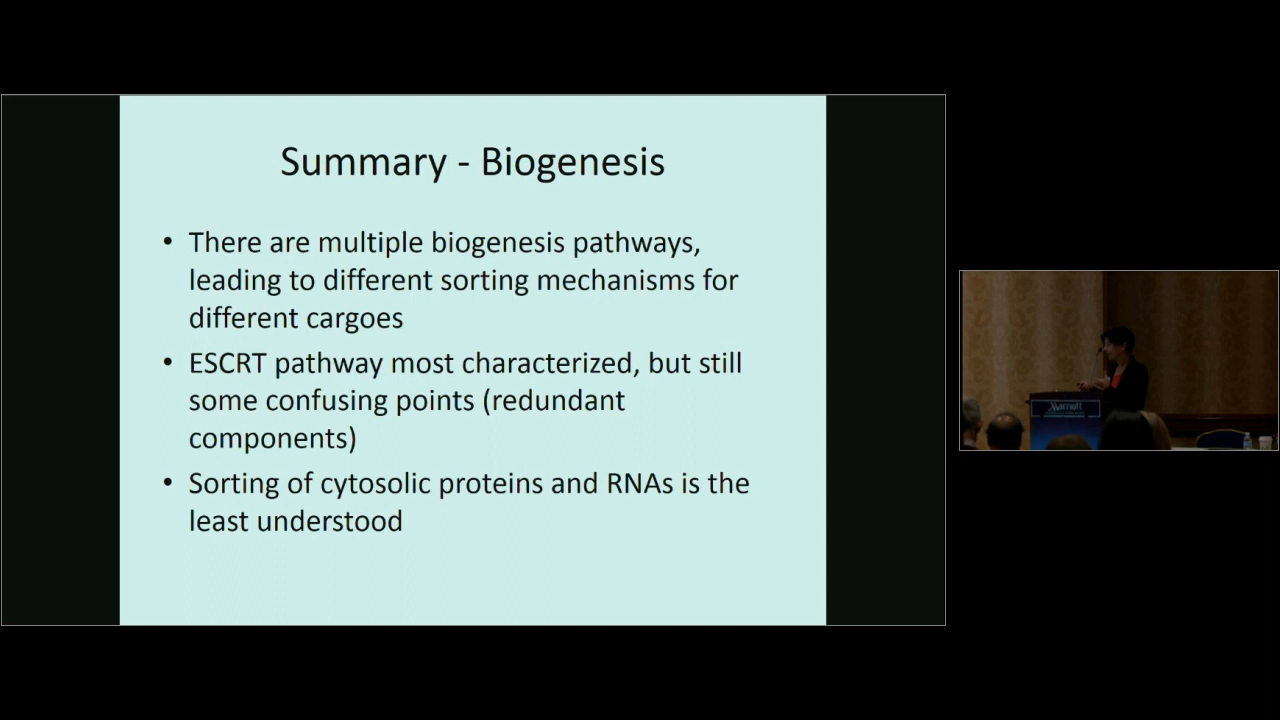 Summary - Biogenesis
• There are multiple biogenesis pathways,
leading to different sorting mechanisms for
different cargoes
• ESCRT pathway most characterized, but still
some confusing points (redundant
components)
• Sorting of cytosolic proteins and RNAs is the
least understood
Marriott